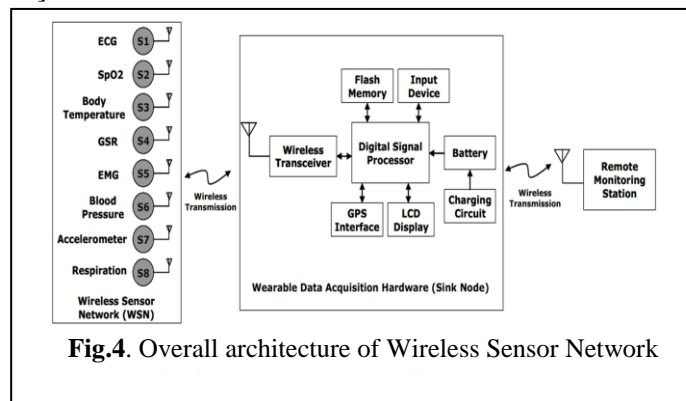 ECG S1
SpO2 S2
Body
Temperature S3
GSR S4
EMG S5
Blood
Pressure S6
Accelerometer S7
Respiration S8
Wireless Sensor
Network (WSN)
Wireless
Transmission
Flash
Memory
Input
Device
Wireless
Transceiver
Digital Signal
Processor
Battery
GPS
Interface
LCD
Display
Charging
Circuit
Wearable Data Acquisition Hardware (Sink Node)
Wireless
Transmission
Remote
Monitoring
Station
Fig.4. Overall architecture of Wireless Sensor Network